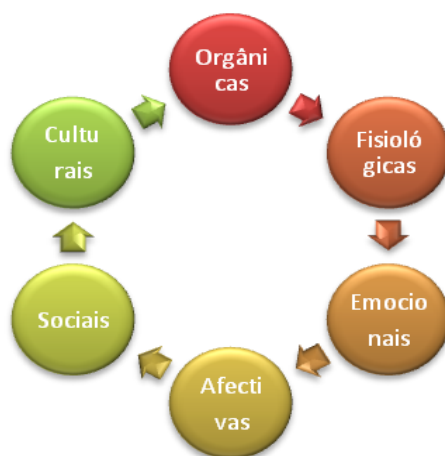 Orgâni
cas
Fisioló
gicas
Emocio
nais
Afecti
vas
Sociais
Cultu
rais